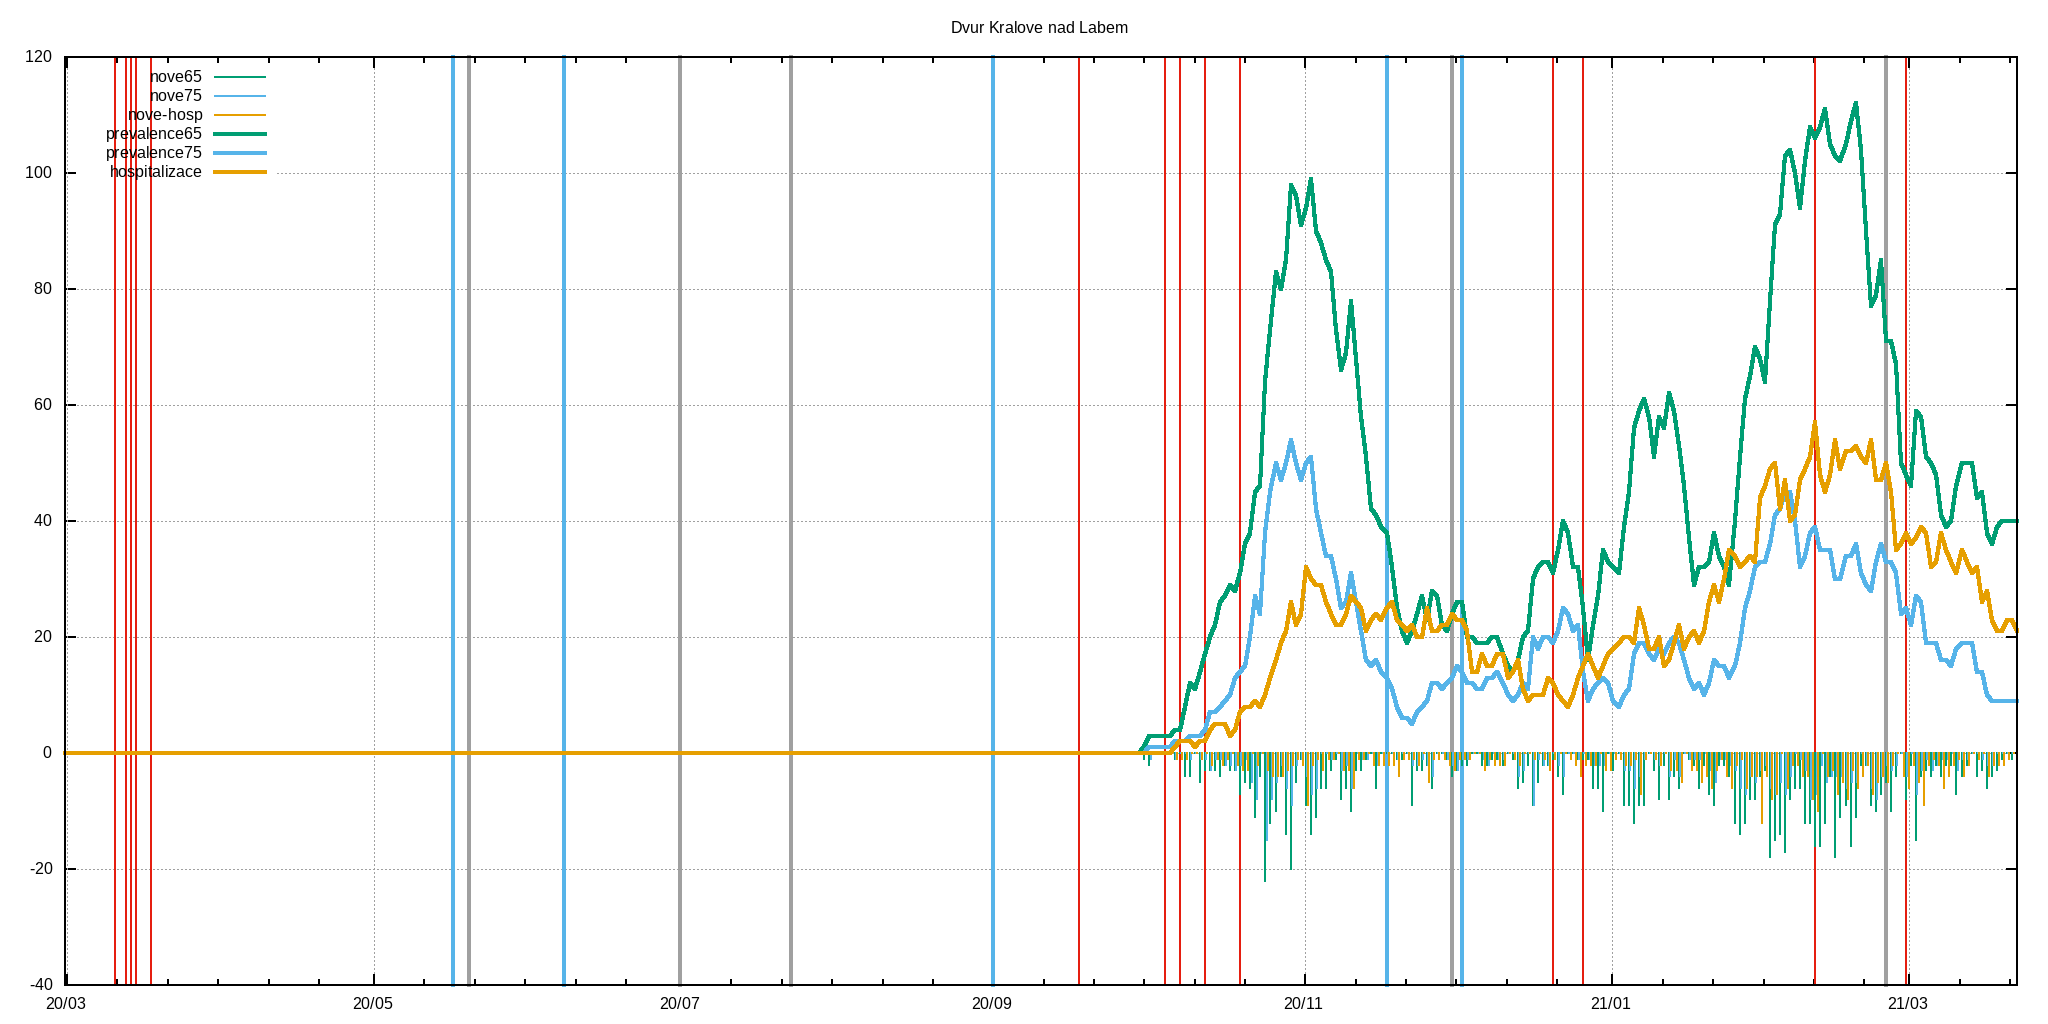 Dvur Kralove nad Labem
120
100
80
60
40
20
0
-20
-40
nove65
nove75
nove-hosp
prevalence65
prevalence75
hospitalizace
20/03 20/05 20/07 20/09 20/11 21/01 21/03